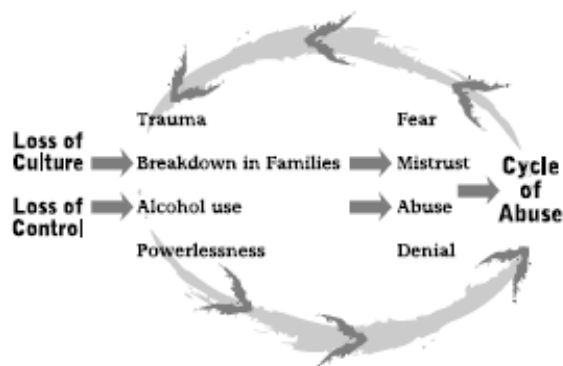 Trauma
Fear
Loss of
Culture
Breakdown in Families
Mistrust
Cycle
of
Abuse
Loss of
Control
Alcohol use
Abuse
Powerlessness
Denial